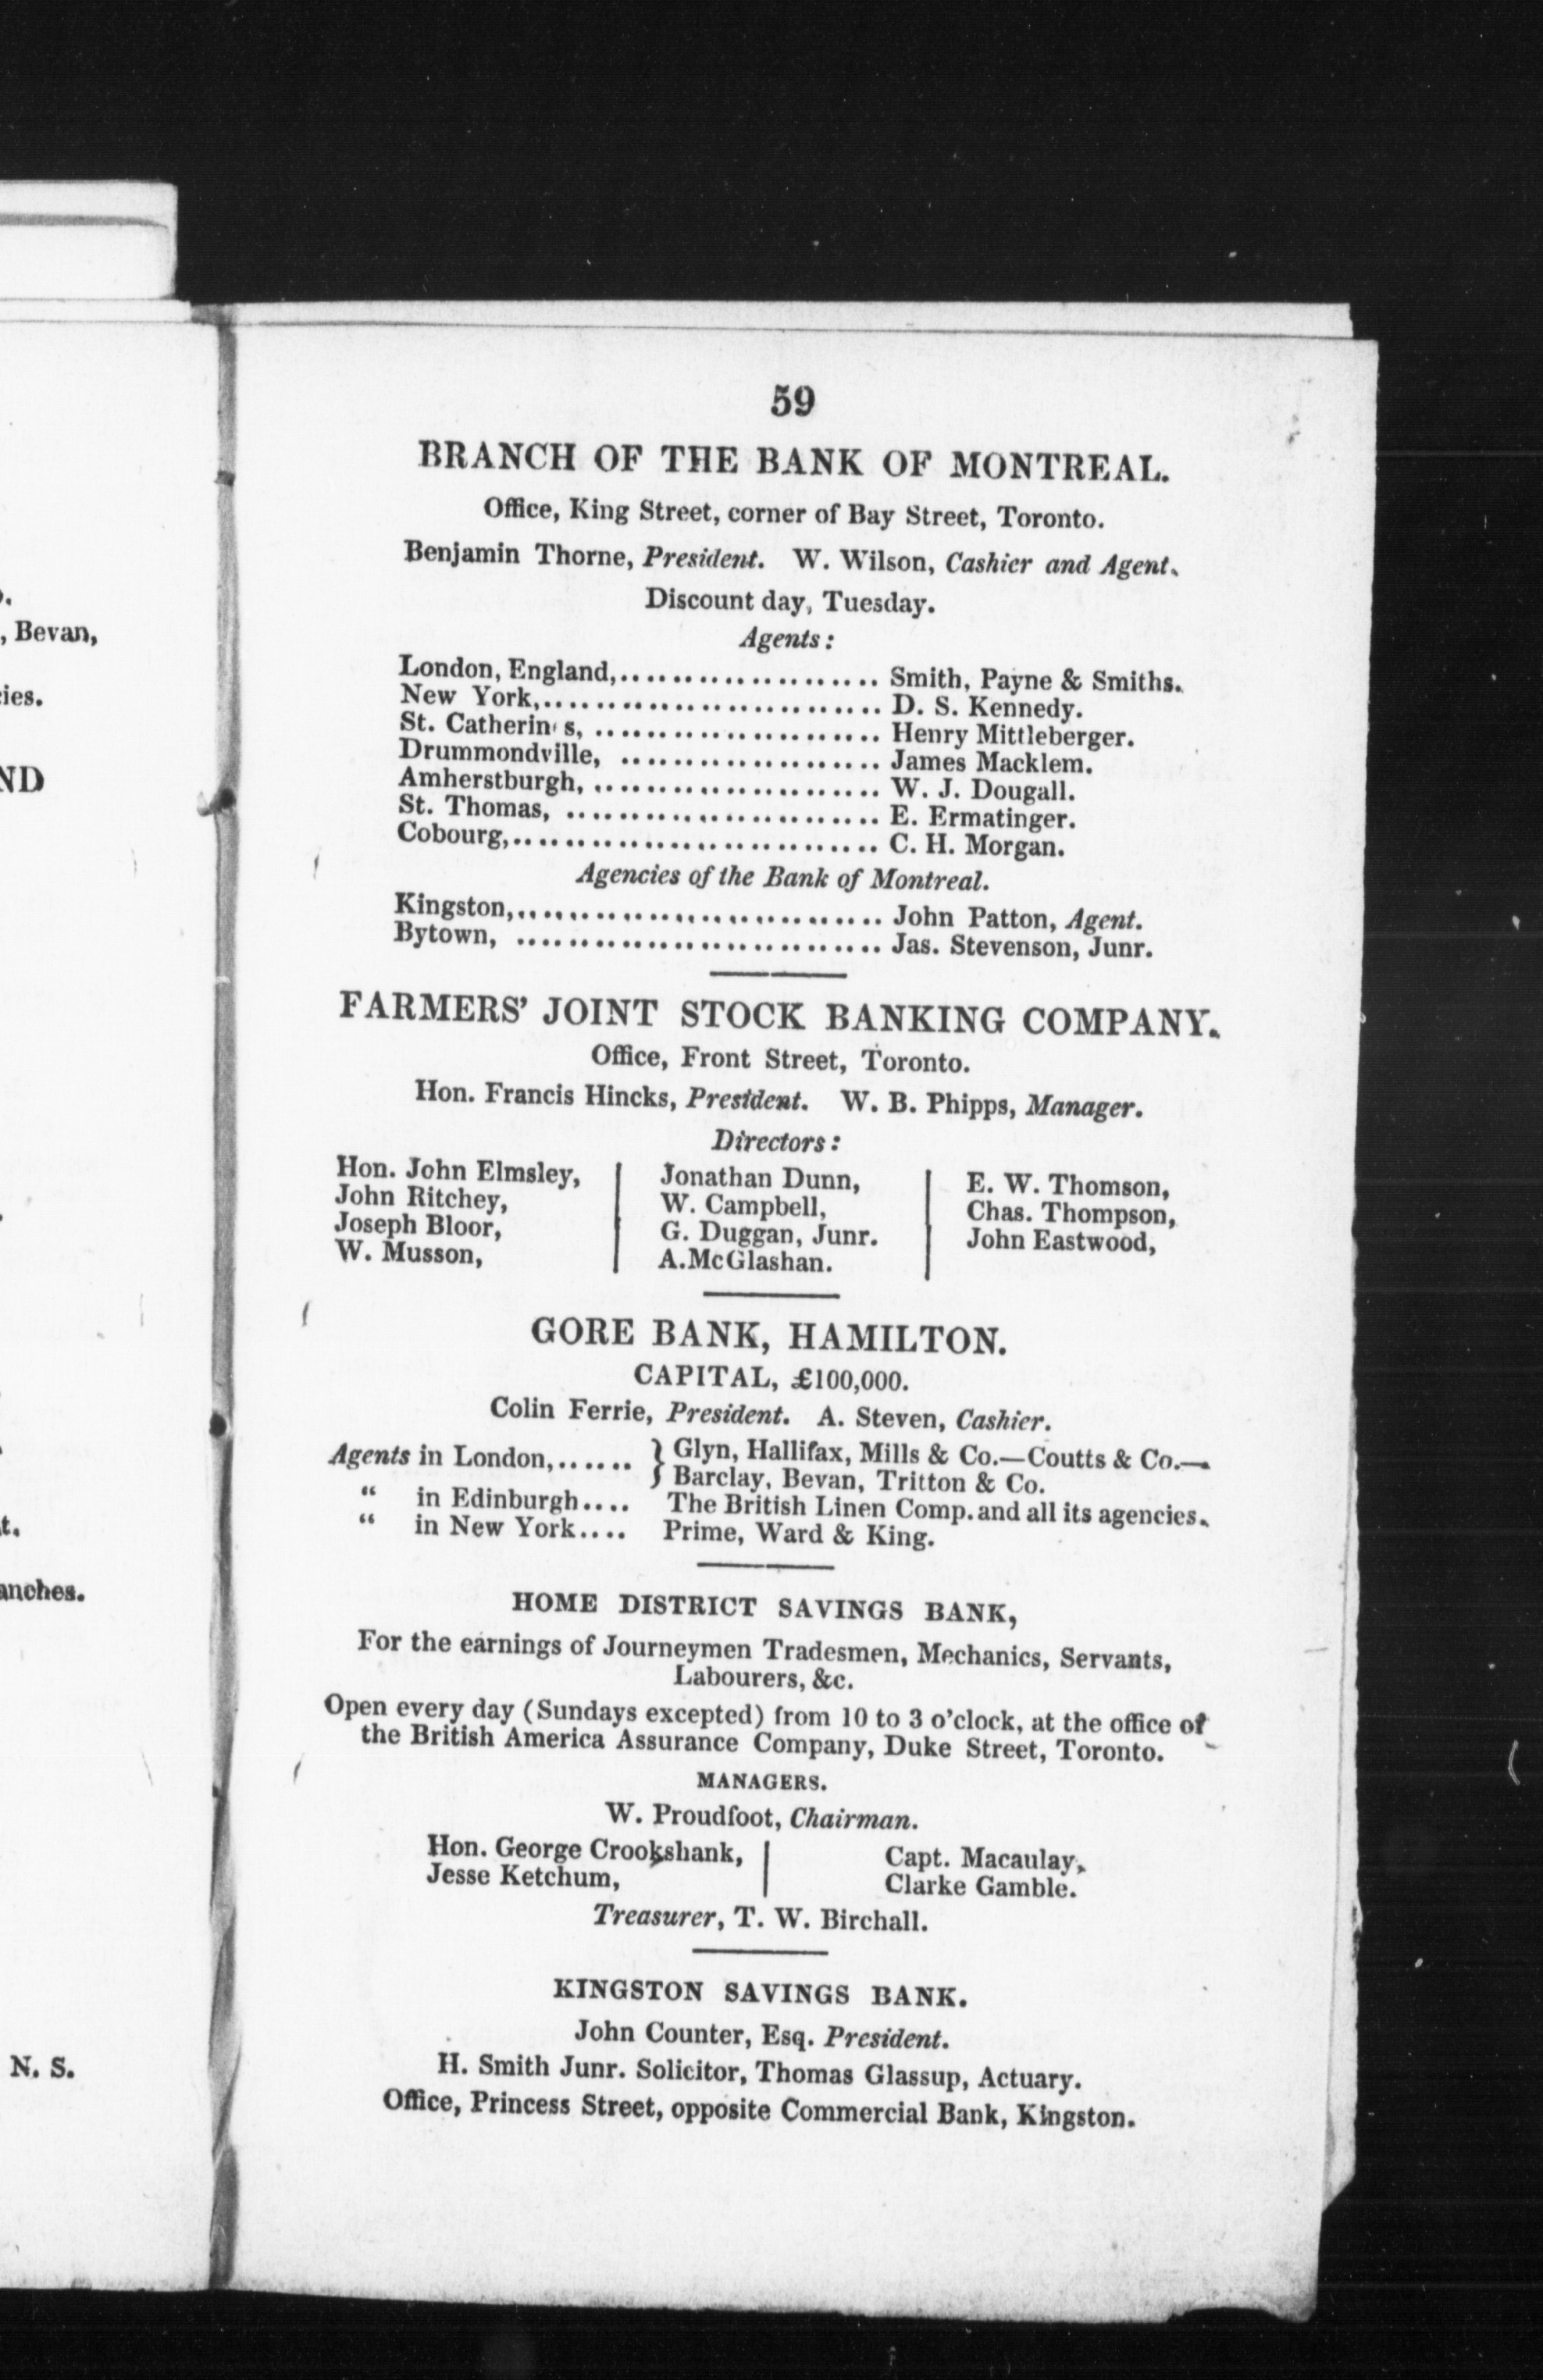 59
BRANCH OF THE BANK OF MONTREAL.
Office, King Street, corner of Bay Street, Toronto.
Benjamin Thorne, President. W. Wilson, Cashier and Agent.
Discount day, Tuesday.
Agents:
London, England,.................... Smith, Payne & Smiths.
New York,.......................... D. S. Kennedy.
St. Catherin s, ...................... Henry Mittleberger.
Drummondville, .................... James Macklem.
Amherstburgh, ...................... W. J. Dougall.
St. Thomas, ........................ E. Ermatinger.
Cobourg,............................ C. H. Morgan.
Agencies of the Bank of Montreal.
Kingston,............................ John Patton, Agent.
Bytown, ............................ Jas. Stevenson, Junr.
FARMERS' JOINT STOCK BANKING COMPANY.
Office, Front Street, Toronto.
Hon. Francis Hincks, President. W. B. Phipps, Manager.
Directors:
Hon. John Elmsley, Jonathan Dunn, E. W. Thomson,
John Ritchey, W. Campbell, Chas. Thompson,
Joseph Bloor, G. Duggan, Junr. John Eastwood,
W. Musson, A.McGlashan.
GORE BANK, HAMILTON.
CAPITAL, £100,000.
Colin Ferrie, President. A. Steven, Cashier.
Agents in London,...... } Glyn, Hallifax, Mills & Co.—Coutts & Co.—
Barclay, Bevan, Tritton & Co.
“ in Edinburgh.... The British Linen Comp.and all its agencies.
“ in New York.... Prime, Ward & King.
HOME DISTRICT SAVINGS BANK,
For the earnings of Journeymen Tradesmen, Mechanics, Servants,
Labourers, &c.
Open every day (Sundays excepted) from 10 to 3 o'clock, at the office of
the British America Assurance Company, Duke Street, Toronto.
MANAGERS.
W. Proudfoot, Chairman.
Hon. George Crookshank, Capt. Macaulay,
Jesse Ketchum, Clarke Gamble.
Treasurer, T. W. Birchall.
KINGSTON SAVINGS BANK.
John Counter, Esq. President.
H. Smith Junr. Solicitor, Thomas Glassup, Actuary.
Office, Princess Street, opposite Commercial Bank, Kingston.
, Bevan,
ies.
ND
t.
anches.
N. S.